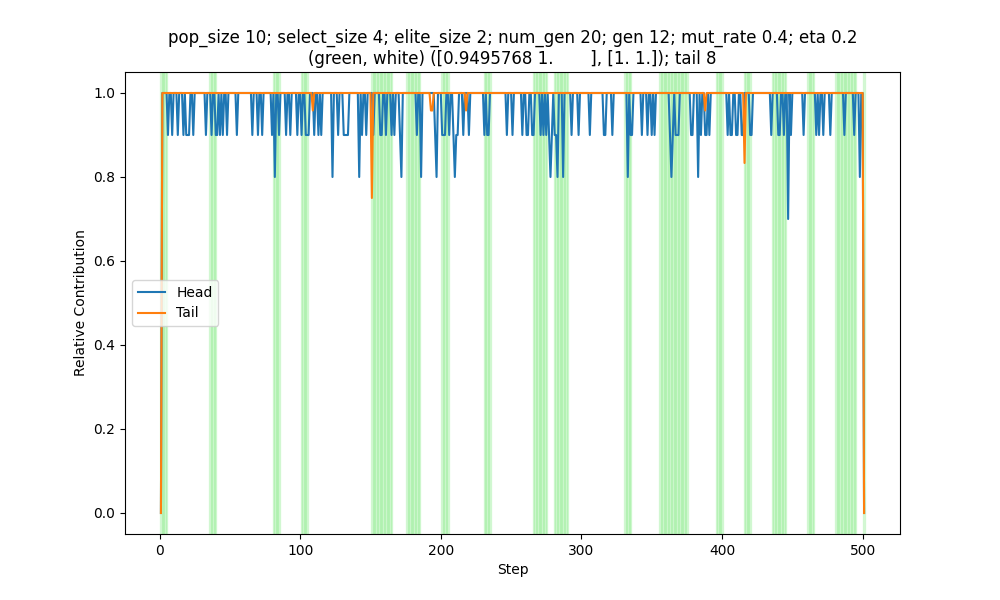 pop_size 10; select_size 4; elite_size 2; num_gen 20; gen 12; mut_rate 0.4; eta 0.2
(green, white) ([0.9495768 1.        ], [1. 1.]); tail 8
1.0
0.8
0.6
0.4
0.2
0.0
Relative Contribution
Head
Tail
0
100
200
300
400
500
Step